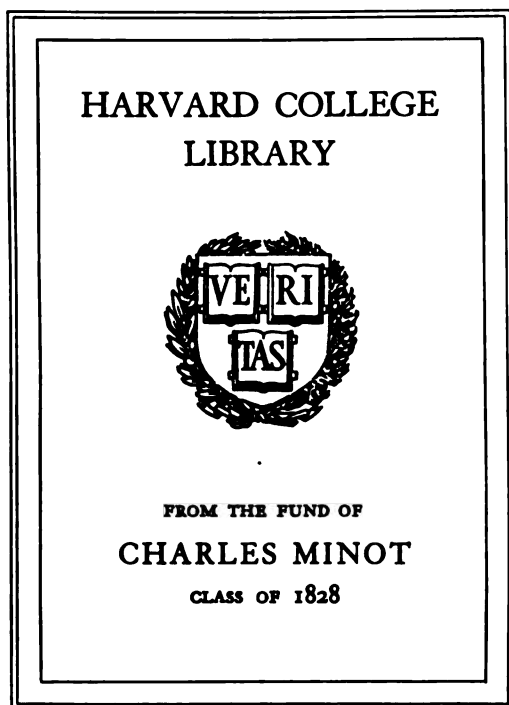 HARVARD COLLEGE
LIBRARY
VE RI
TAS
FROM THE FUND OF
CHARLES MINOT
CLASS OF 1828